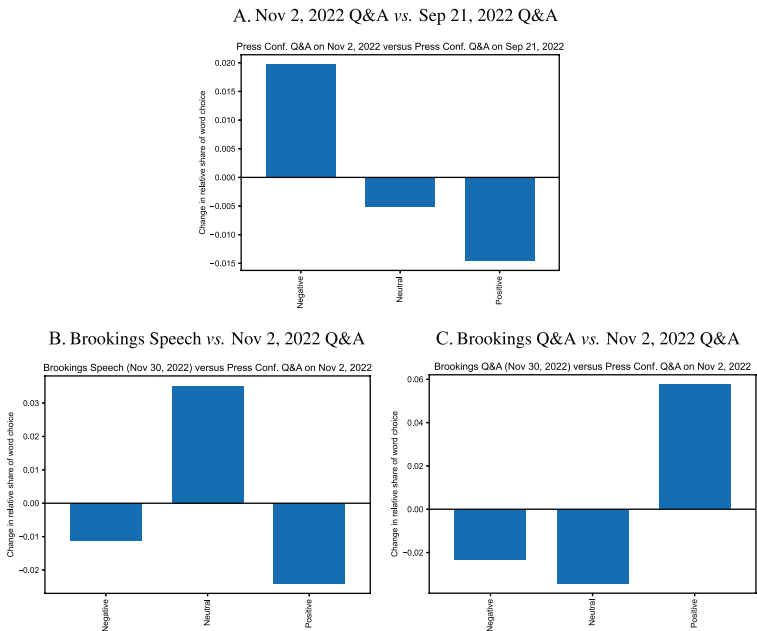 A. Nov 2, 2022 Q&A vs. Sep 21, 2022 Q&A
Press Conf. Q&A on Nov 2, 2022 versus Press Conf. Q&A on Sep 21, 2022
Change in relative share of word choice
0.020
0.015
0.010
0.005
0.000
−0.005
−0.010
−0.015
Negative
Neutral
Positive
B. Brookings Speech vs. Nov 2, 2022 Q&A
Brookings Speech (Nov 30, 2022) versus Press Conf. Q&A on Nov 2, 2022
Change in relative share of word choice
0.03
0.02
0.01
0.00
−0.01
−0.02
Negative
Neutral
Positive
C. Brookings Q&A vs. Nov 2, 2022 Q&A
Brookings Q&A (Nov 30, 2022) versus Press Conf. Q&A on Nov 2, 2022
Change in relative share of word choice
0.06
0.04
0.02
0.00
−0.02
Negative
Neutral
Positive